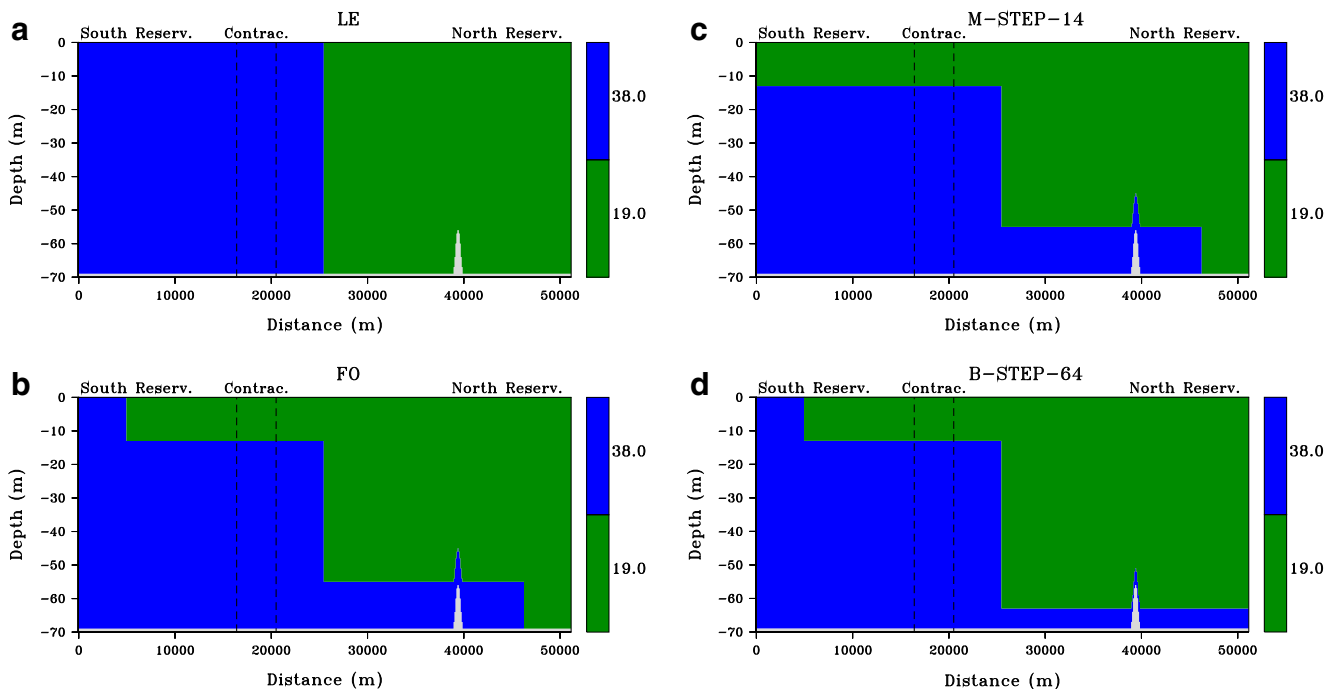 a
LE
South Reserv. Contrac. North Reserv.
0
-10
-20
-30
-40
-50
-60
-70
Depth (m)
0 10000 20000 30000 40000 50000
Distance (m)
38.0
19.0
c
M-STEP-14
South Reserv. Contrac. North Reserv.
0
-10
-20
-30
-40
-50
-60
-70
Depth (m)
0 10000 20000 30000 40000 50000
Distance (m)
38.0
19.0
b
FO
South Reserv. Contrac. North Reserv.
0
-10
-20
-30
-40
-50
-60
-70
Depth (m)
0 10000 20000 30000 40000 50000
Distance (m)
38.0
19.0
d
B-STEP-64
South Reserv. Contrac. North Reserv.
0
-10
-20
-30
-40
-50
-60
-70
Depth (m)
0 10000 20000 30000 40000 50000
Distance (m)
38.0
19.0